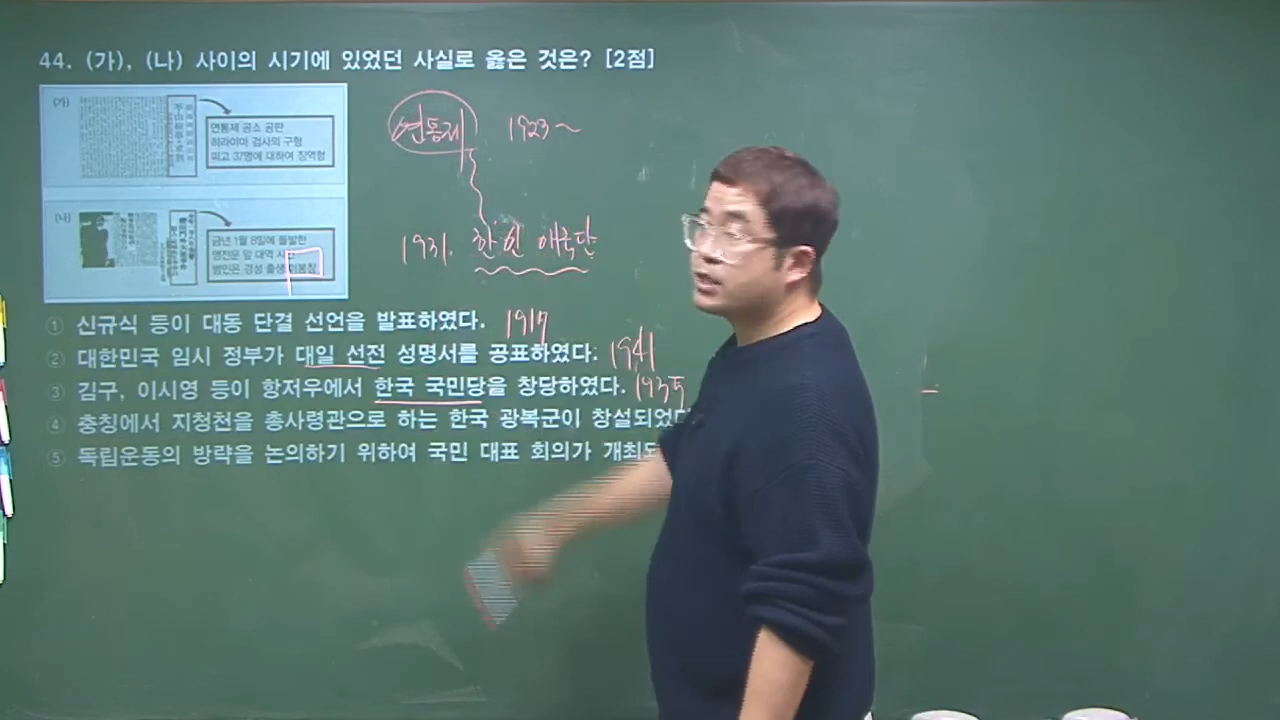 44. (가), (나) 사이의 시기에 있었던 사실로 옳은 것은? [2점]
(가)
연통제 공소 공판
히라야마 검사의 구형
피고 37명에 대하여 징역형
(나)
금년 1월 8일에 돌발한
앵전문 앞 대역 사
범인은 경성 출생 이봉창
연통제 1923~
1931. 한인 애국단
① 신규식 등이 대동 단결 선언을 발표하였다. 1917
② 대한민국 임시 정부가 대일 선전 성명서를 공표하였다. 1941
③ 김구, 이시영 등이 항저우에서 한국 국민당을 창당하였다. 1935
④ 충칭에서 지청천을 총사령관으로 하는 한국 광복군이 창설되었다
⑤ 독립운동의 방략을 논의하기 위하여 국민 대표 회의가 개최되